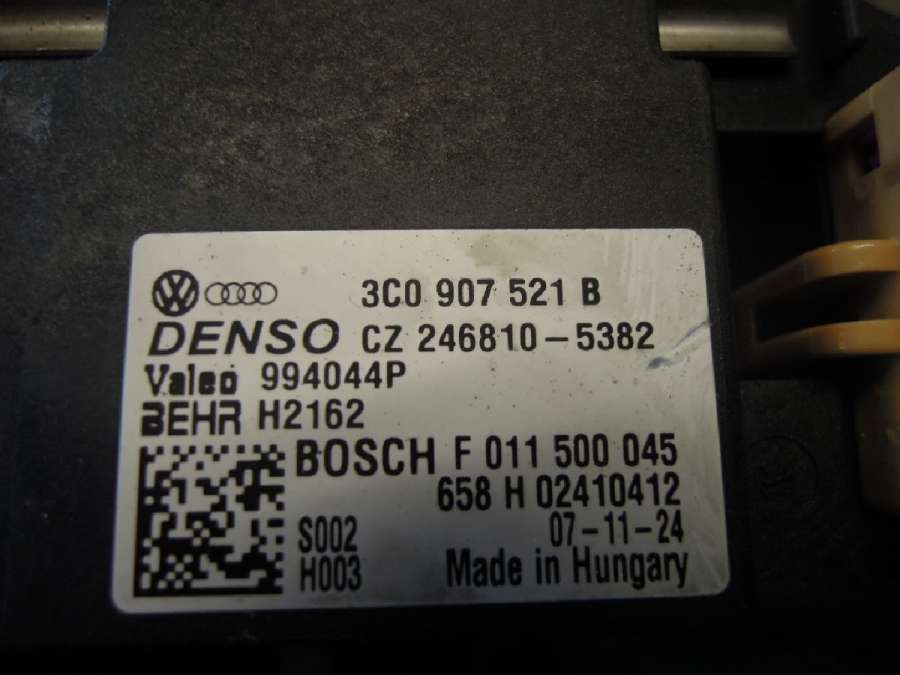 3C0 907 521 B
DENSO CZ 246810-5382
Valeo 994044P
BEHR H2162
BOSCH F 011 500 045
658 H 02410412
S002 07-11-24
H003 Made in Hungary